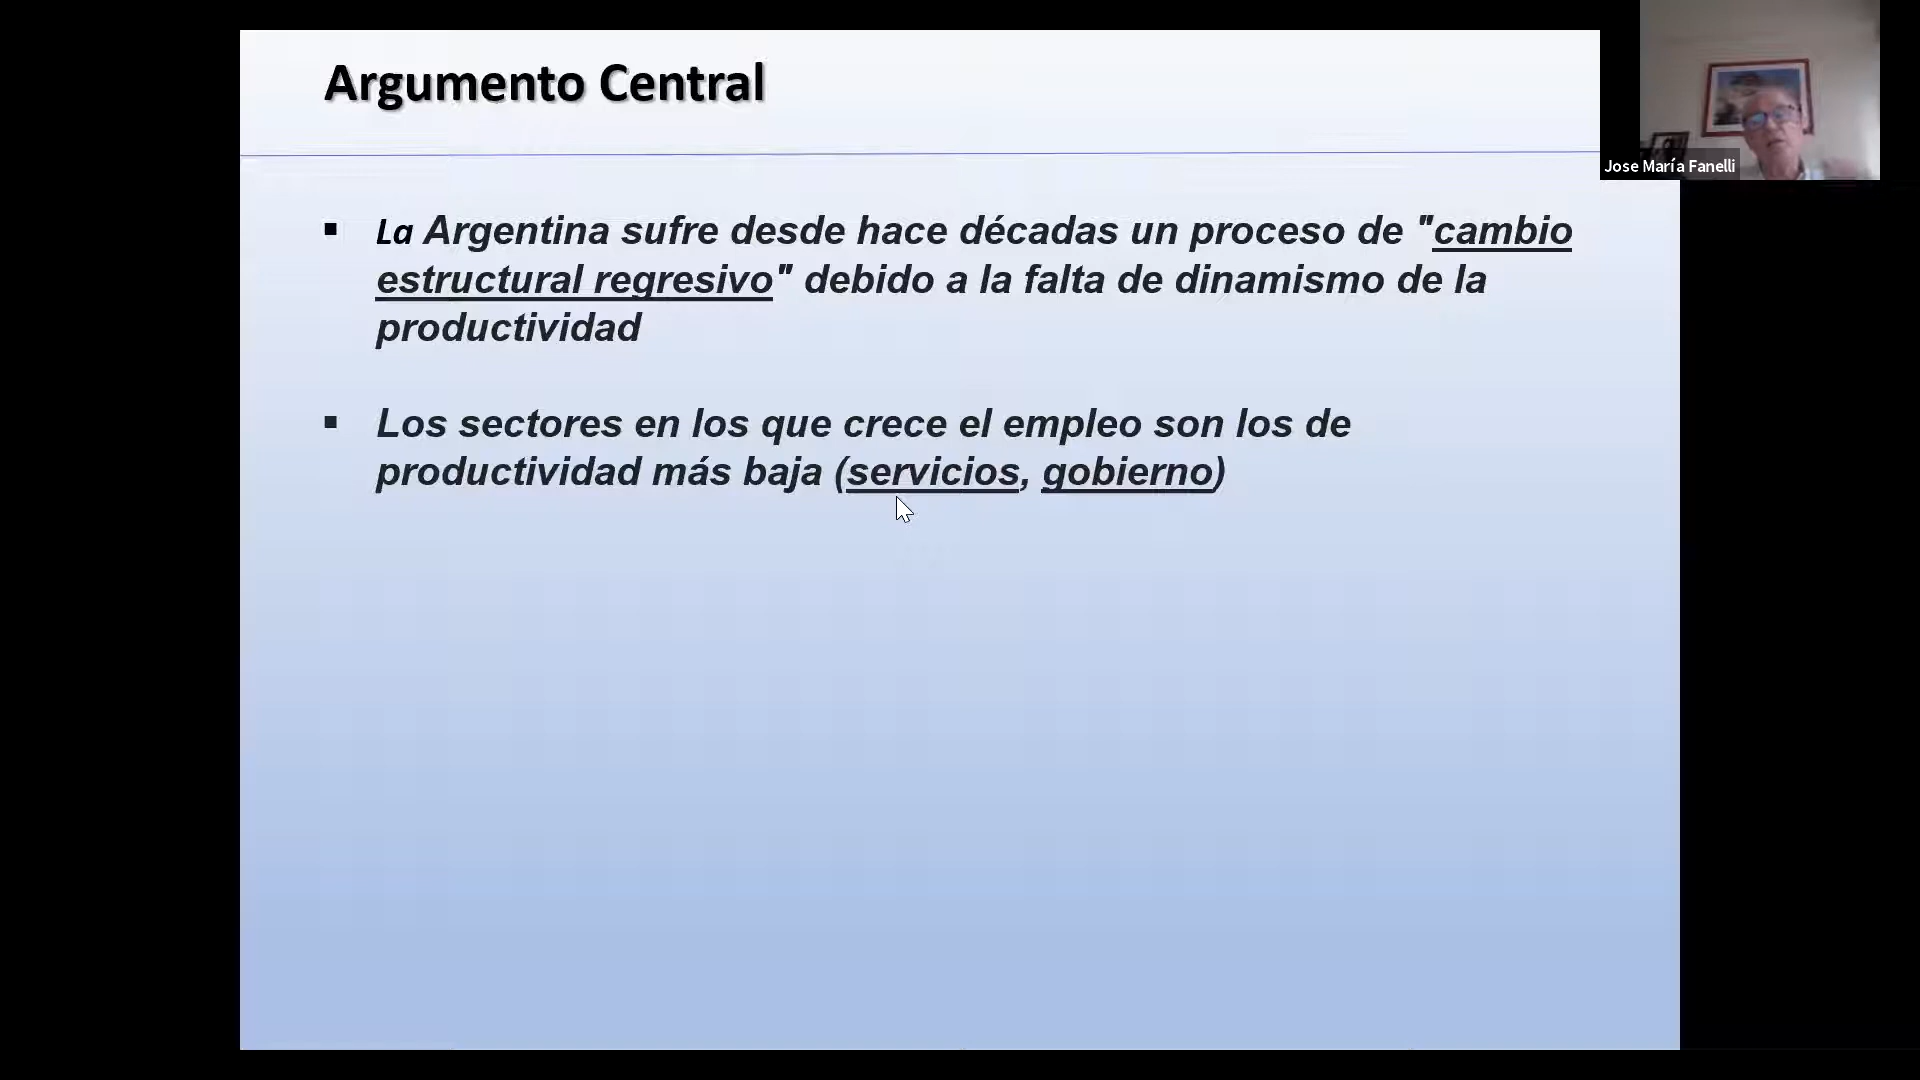 Argumento Central
Jose María Fanelli
▪ La Argentina sufre desde hace décadas un proceso de "cambio
estructural regresivo" debido a la falta de dinamismo de la
productividad
▪ Los sectores en los que crece el empleo son los de
productividad más baja (servicios, gobierno)